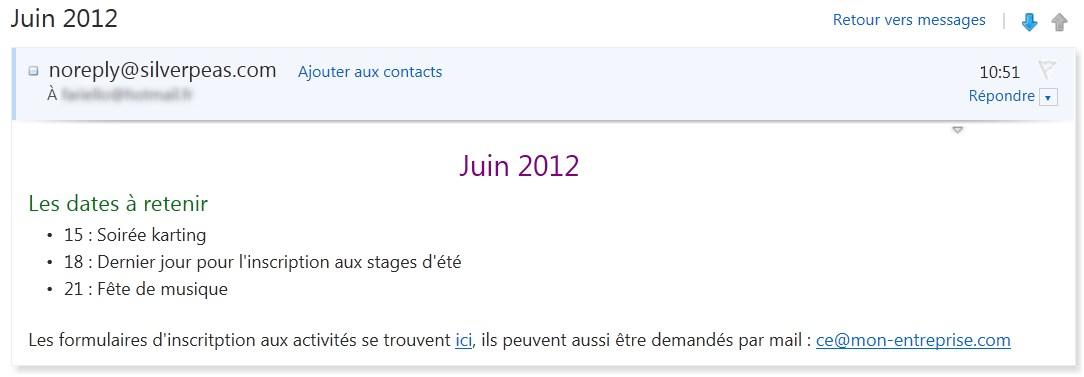 Juin 2012
Retour vers messages
noreply@silverpeas.com Ajouter aux contacts 10:51
À
Répondre
Juin 2012
Les dates à retenir
• 15 : Soirée karting
• 18 : Dernier jour pour l'inscription aux stages d'été
• 21 : Fête de musique
Les formulaires d'inscritption aux activités se trouvent ici, ils peuvent aussi être demandés par mail : ce@mon-entreprise.com